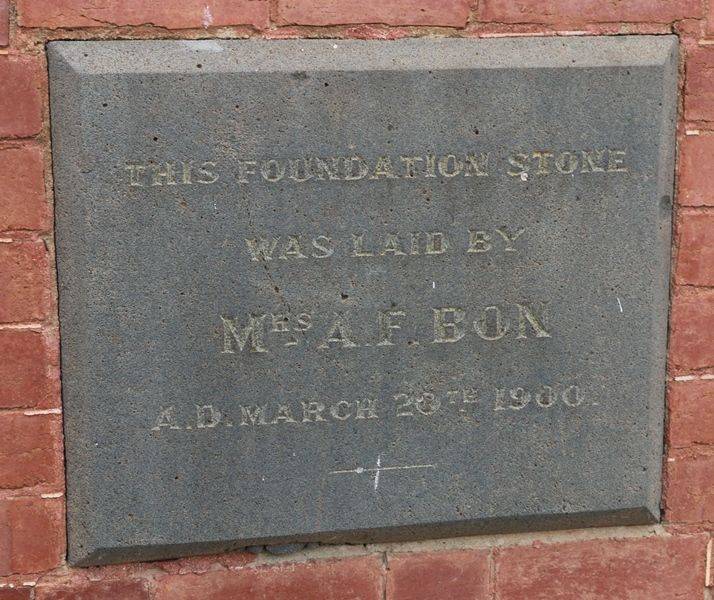 THIS FOUNDATION STONE
WAS LAID BY
MRS A. F. BON
A.D. MARCH 28TH 1900.